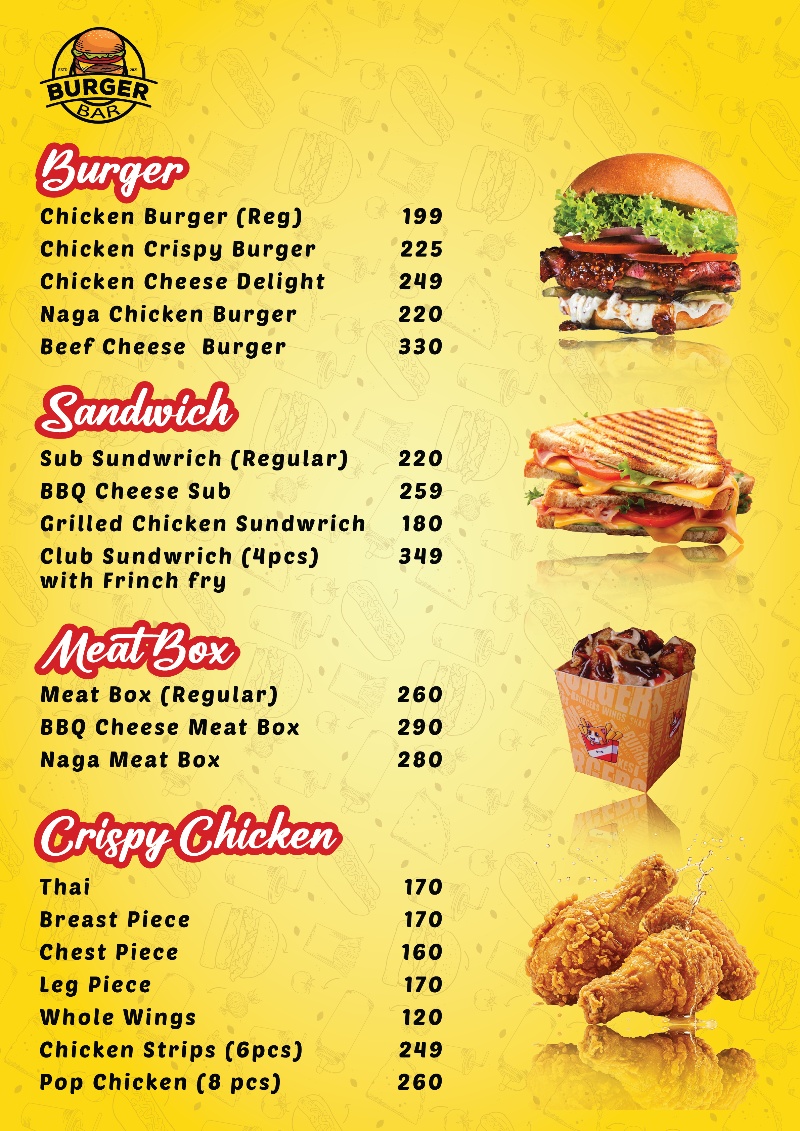 BURGER
BAR
Burger
Chicken Burger (Reg) 199
Chicken Crispy Burger 225
Chicken Cheese Delight 249
Naga Chicken Burger 220
Beef Cheese Burger 330
Sandwich
Sub Sundwrich (Regular) 220
BBQ Cheese Sub 259
Grilled Chicken Sundwrich 180
Club Sundwrich (4pcs) 349
with Frinch fry
Meat Box
Meat Box (Regular) 260
BBQ Cheese Meat Box 290
Naga Meat Box 280
Crispy Chicken
Thai 170
Breast Piece 170
Chest Piece 160
Leg Piece 170
Whole Wings 120
Chicken Strips (6pcs) 249
Pop Chicken (8 pcs) 260